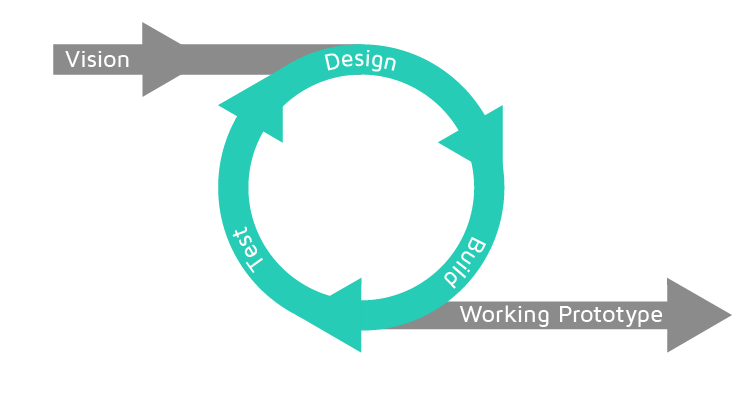 Vision
Design
Build
Test
Working Prototype